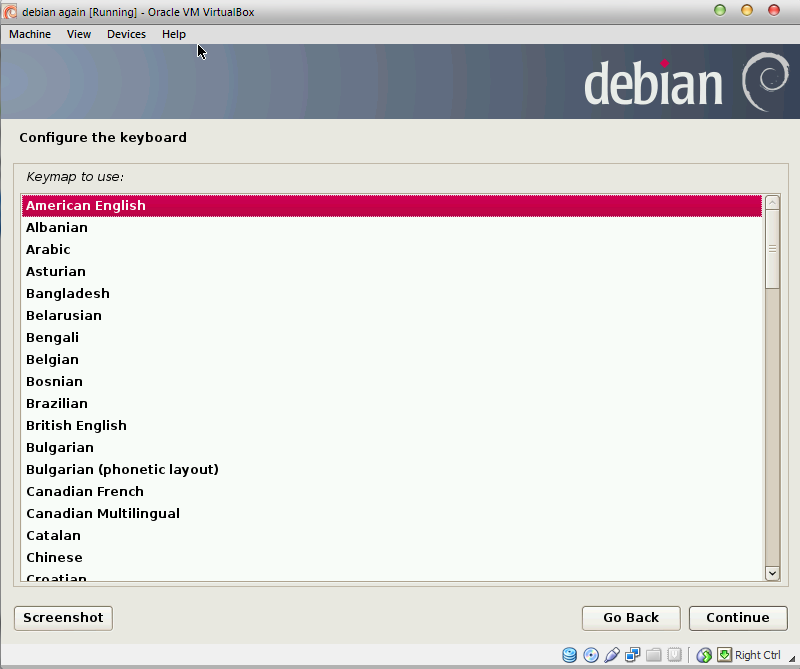 debian again [Running] - Oracle VM VirtualBox
Machine View Devices Help
debian
Configure the keyboard
Keymap to use:
American English
Albanian
Arabic
Asturian
Bangladesh
Belarusian
Bengali
Belgian
Bosnian
Brazilian
British English
Bulgarian
Bulgarian (phonetic layout)
Canadian French
Canadian Multilingual
Catalan
Chinese
Croatian
Screenshot Go Back Continue
Right Ctrl